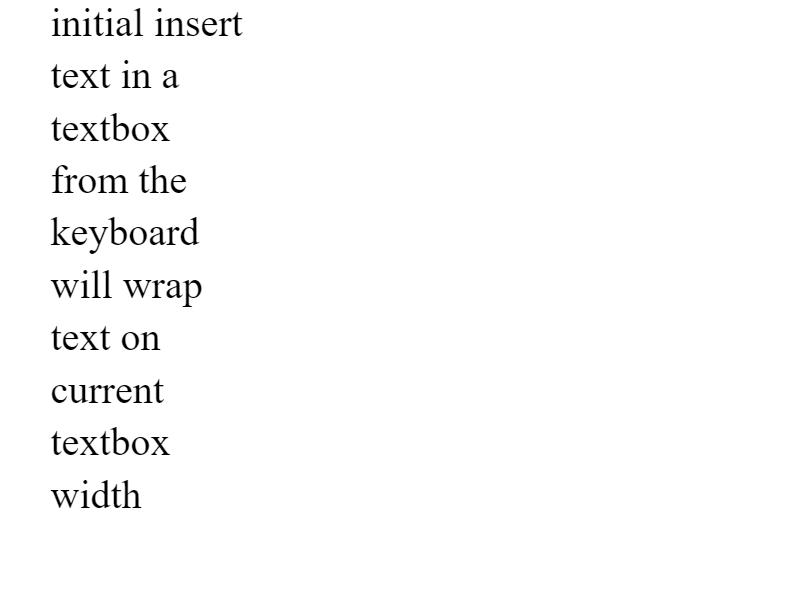 initial insert
text in a
textbox
from the
keyboard
will wrap
text on
current
textbox
width